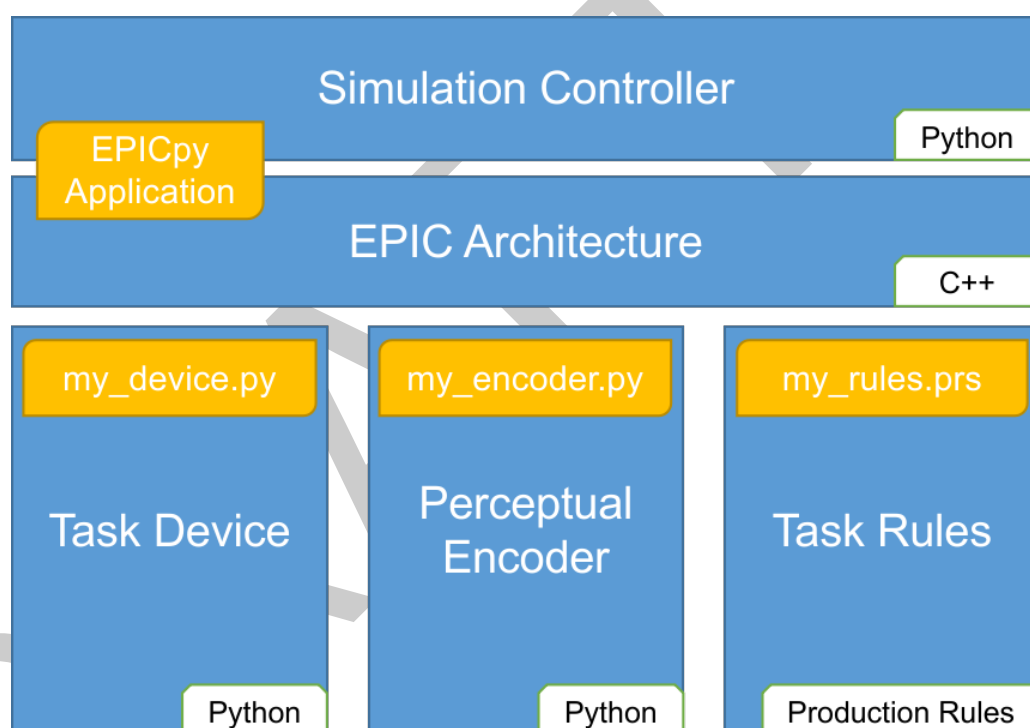 Simulation Controller
Python
EPICpy
Application
EPIC Architecture
C++
my_device.py
Task Device
Python
my_encoder.py
Perceptual
Encoder
Python
my_rules.prs
Task Rules
Production Rules